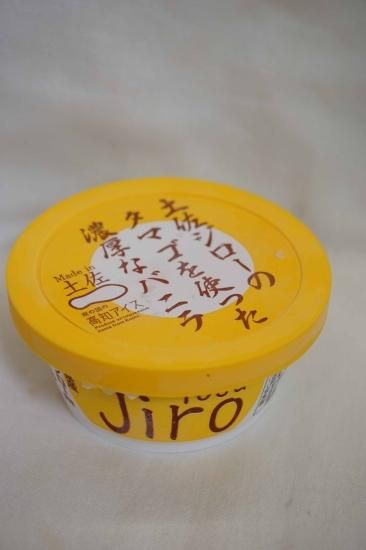 土佐ジローの
タマゴを使った
濃厚なバニラ
Made in
土佐
高知アイス
Tosa
Jiro